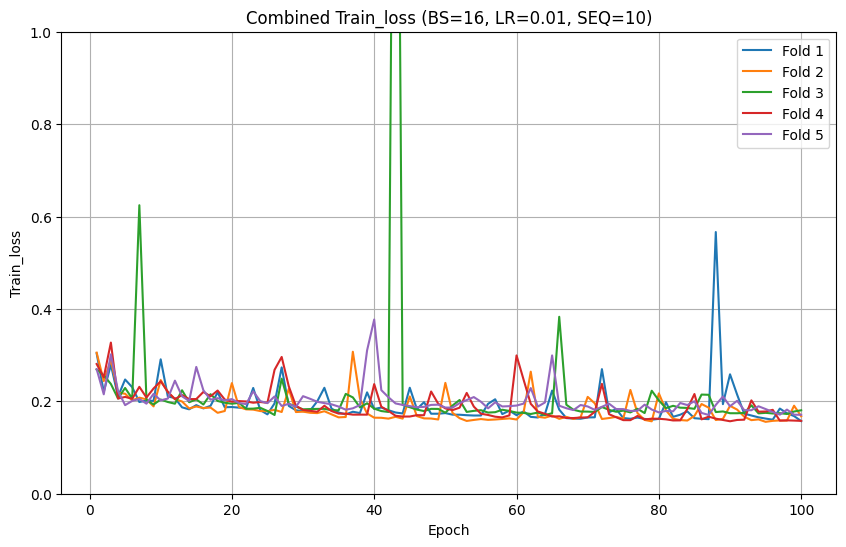 Combined Train_loss (BS=16, LR=0.01, SEQ=10)
Train_loss
1.0
0.8
0.6
0.4
0.2
0.0
Fold 1
Fold 2
Fold 3
Fold 4
Fold 5
0 20 40 60 80 100
Epoch